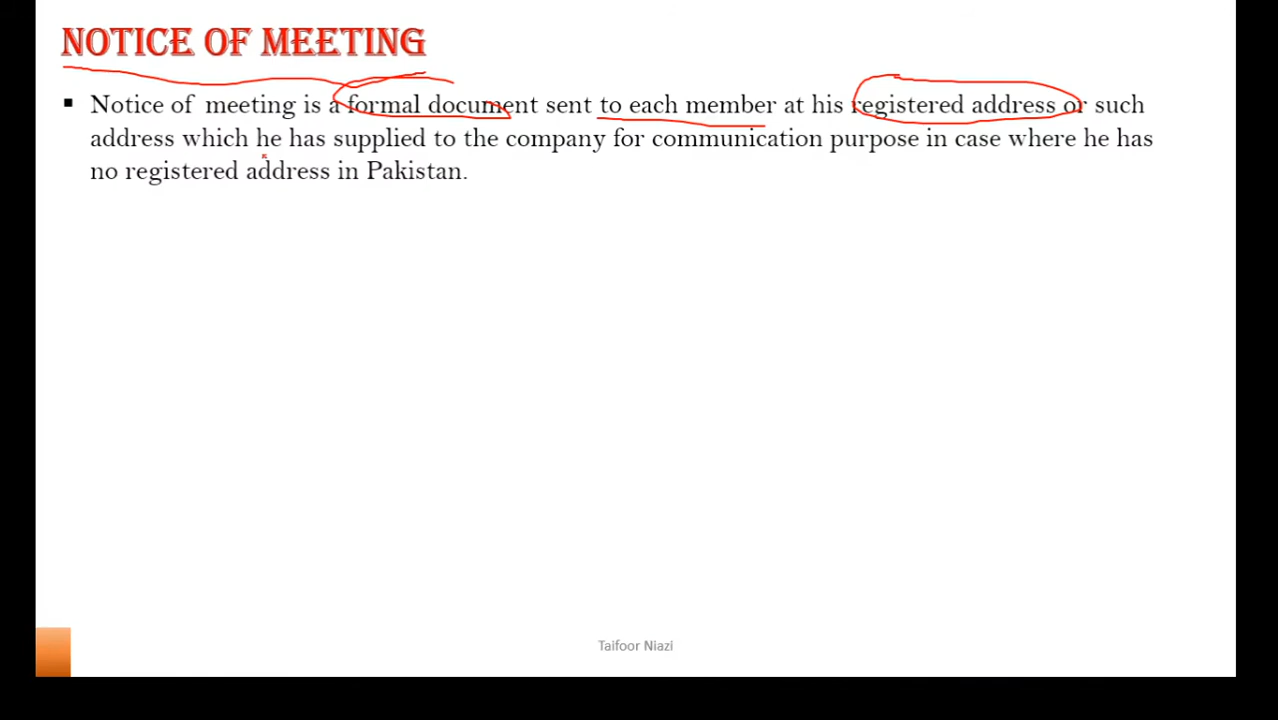 NOTICE OF MEETING
▪ Notice of meeting is a formal document sent to each member at his registered address or such
address which he has supplied to the company for communication purpose in case where he has
no registered address in Pakistan.
Taifoor Niazi